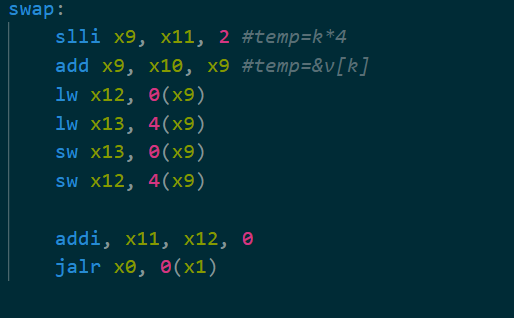 swap:
slli x9, x11, 2 #temp=k*4
add x9, x10, x9 #temp=&v[k]
lw x12, 0(x9)
lw x13, 4(x9)
sw x13, 0(x9)
sw x12, 4(x9)
addi, x11, x12, 0
jalr x0, 0(x1)